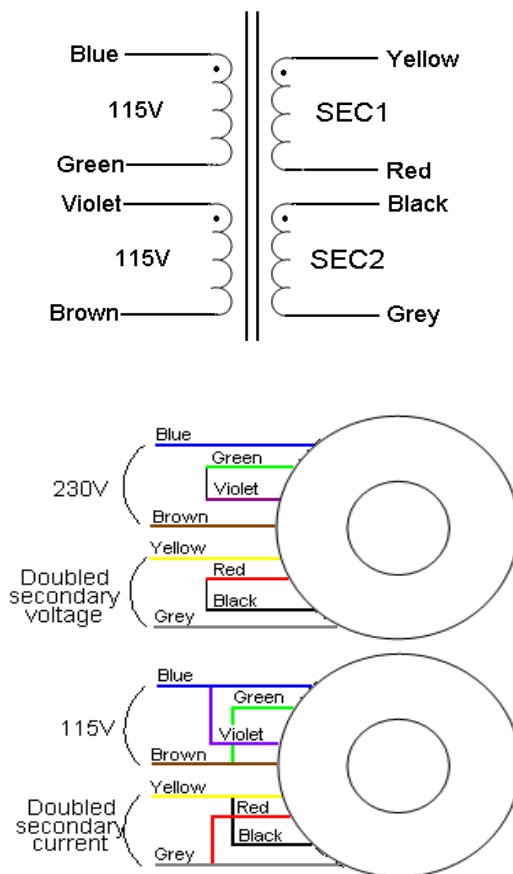 Blue
Yellow
115V
SEC1
Green
Red
Violet
Black
115V
SEC2
Brown
Grey
Blue
Green
230V
Violet
Brown
Yellow
Red
Doubled
secondary
voltage
Black
Grey
Blue
Green
115V
Violet
Brown
Yellow
Red
Doubled
secondary
current
Black
Grey